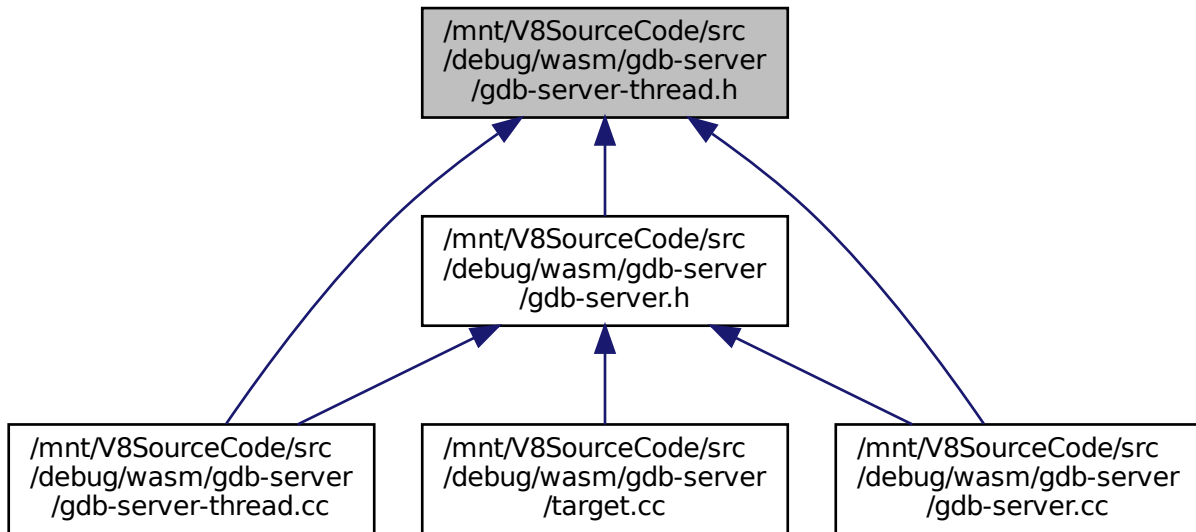 /mnt/V8SourceCode/src
/debug/wasm/gdb-server
/gdb-server-thread.h
/mnt/V8SourceCode/src
/debug/wasm/gdb-server
/gdb-server.h
/mnt/V8SourceCode/src
/debug/wasm/gdb-server
/gdb-server-thread.cc
/mnt/V8SourceCode/src
/debug/wasm/gdb-server
/target.cc
/mnt/V8SourceCode/src
/debug/wasm/gdb-server
/gdb-server.cc